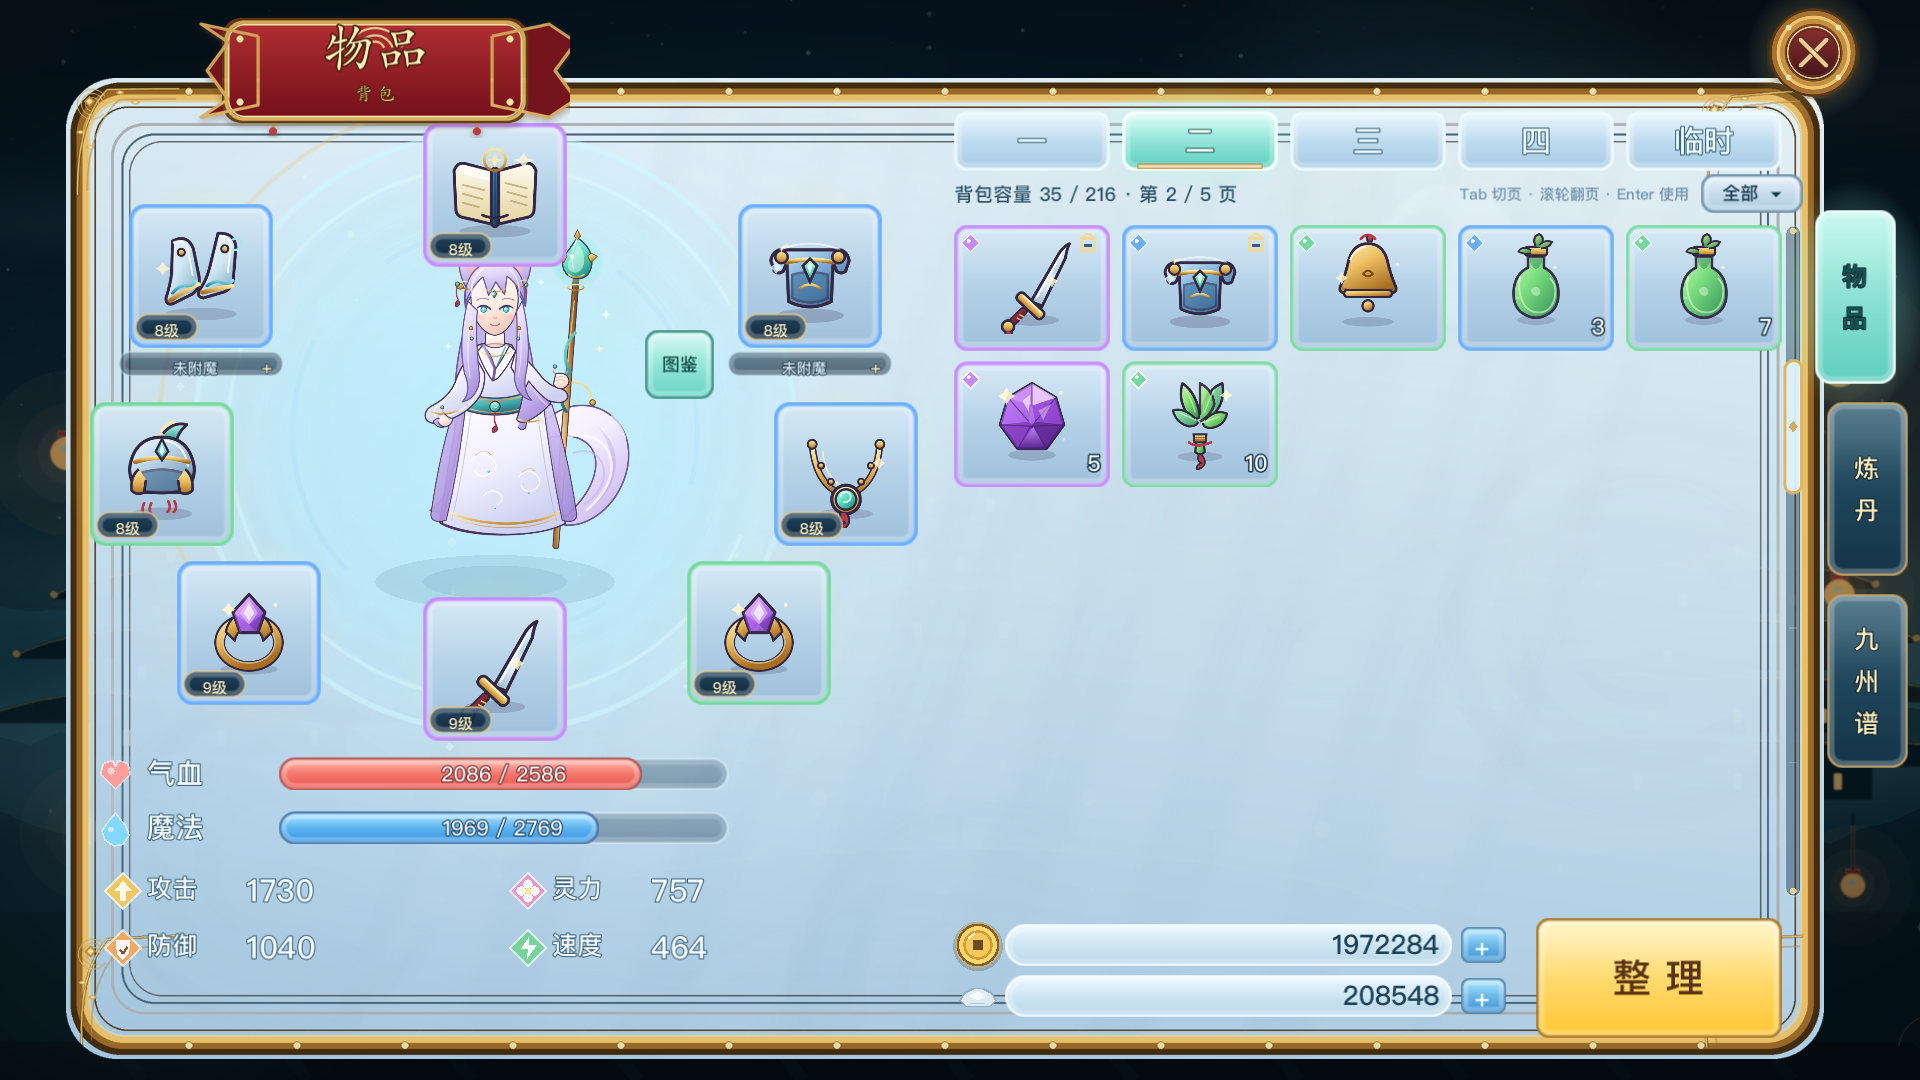 物品
背包
一
二
三
四
临时
背包容量 35 / 216 · 第 2 / 5 页
Tab 切页 · 滚轮翻页 · Enter 使用
全部
8级
8级
未附魔 +
8级
未附魔 +
图鉴
8级
8级
9级
9级
9级
3
7
5
10
物品
炼丹
九州谱
气血
2086 / 2586
魔法
1969 / 2769
攻击 1730
灵力 757
防御 1040
速度 464
1972284
+
208548
+
整理